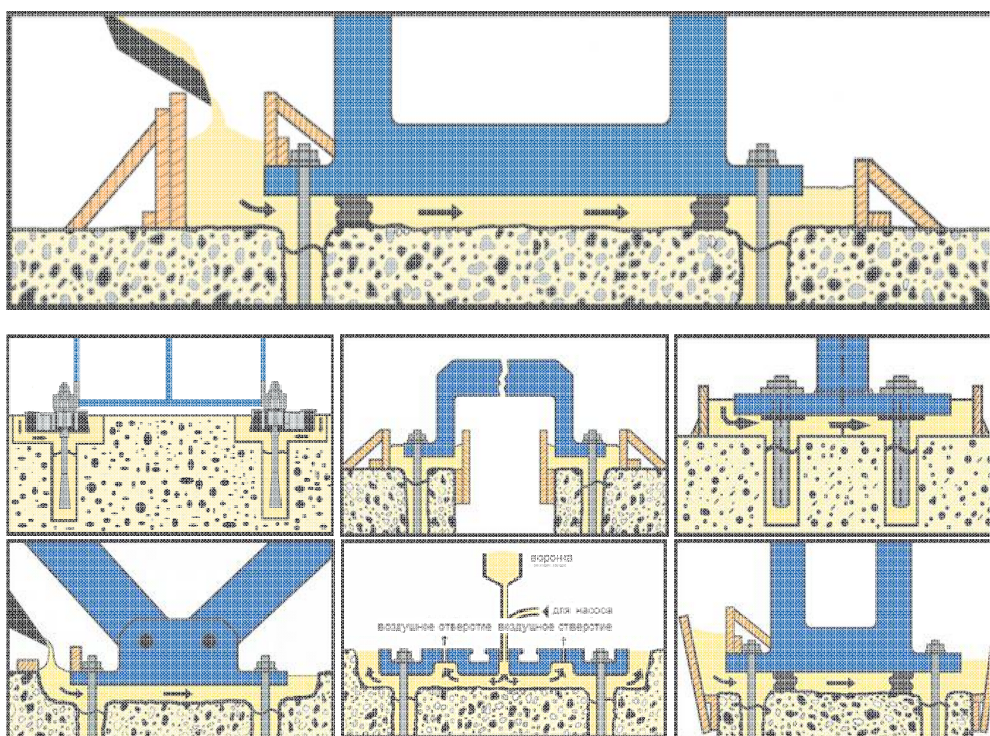 воронка
для насоса
воздушное отверстие воздушное отверстие